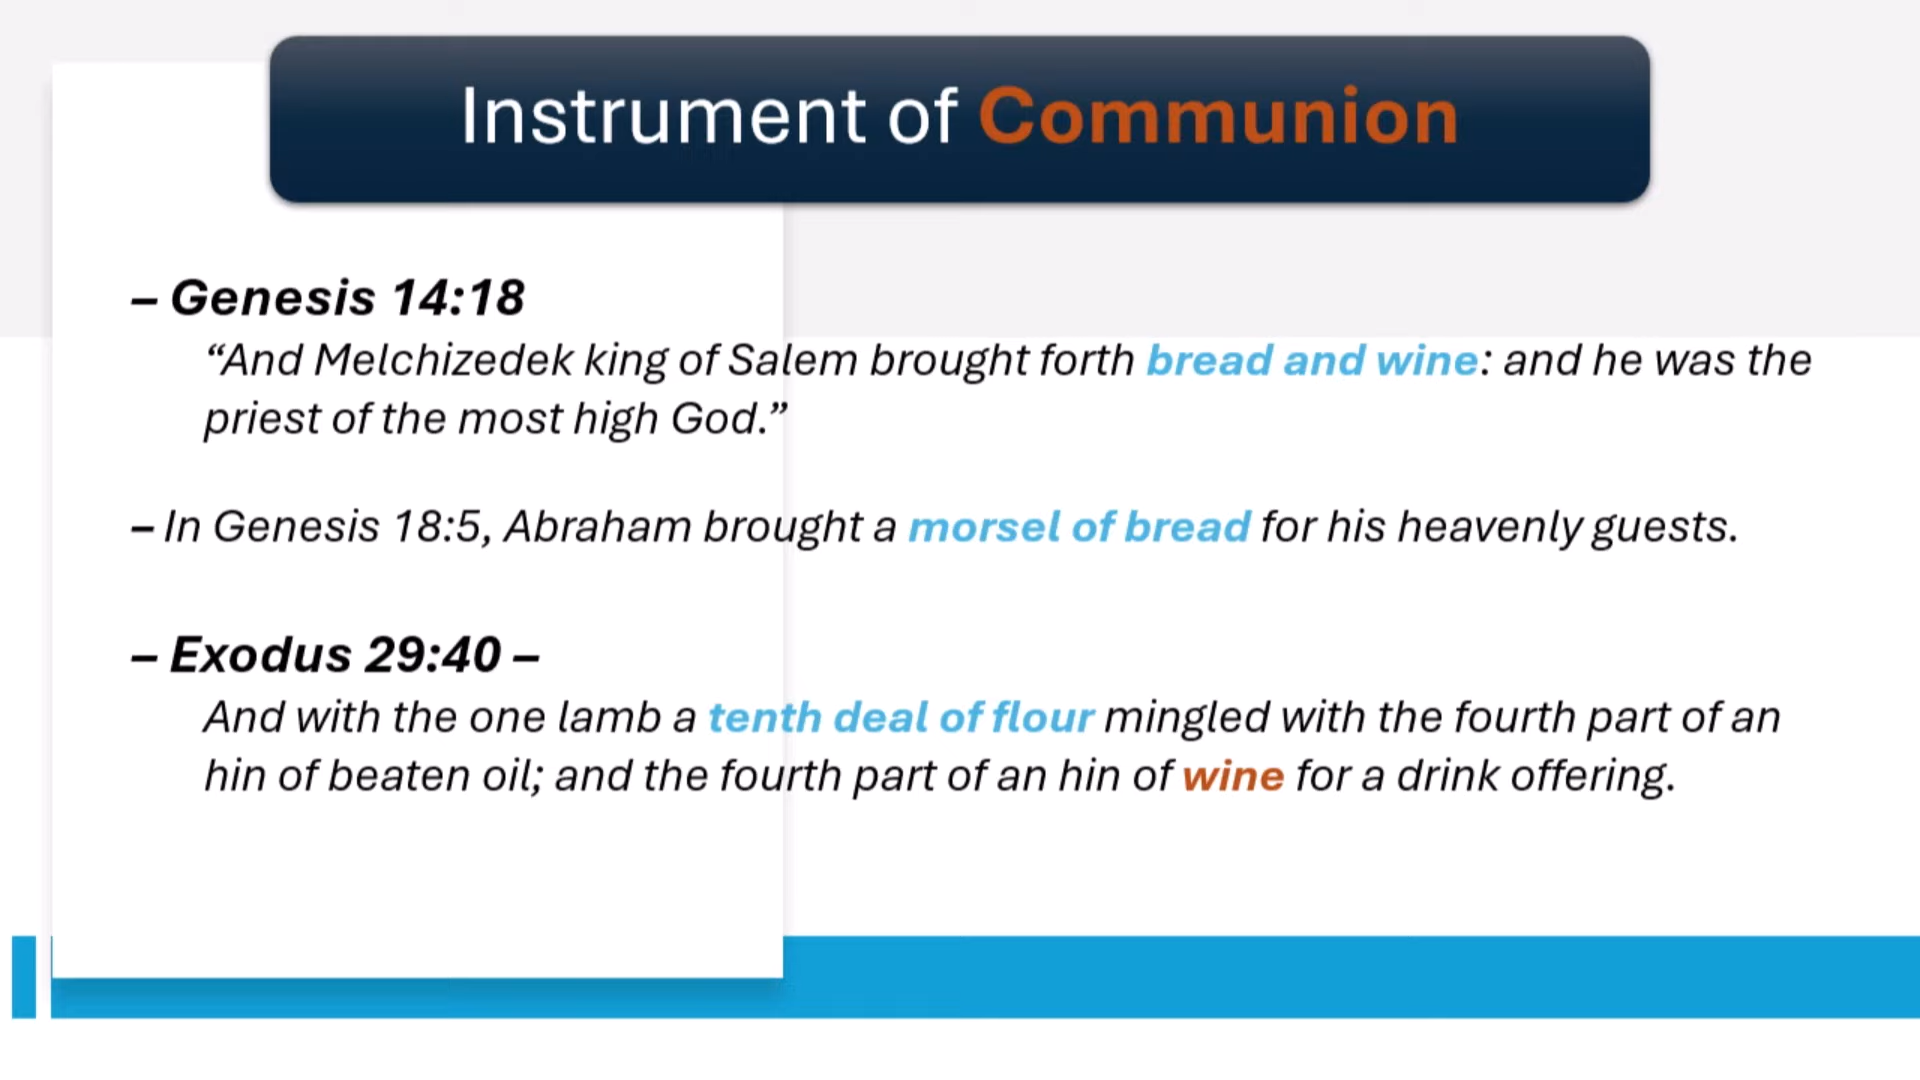 Instrument of Communion
– Genesis 14:18
“And Melchizedek king of Salem brought forth bread and wine: and he was the
priest of the most high God.”
– In Genesis 18:5, Abraham brought a morsel of bread for his heavenly guests.
– Exodus 29:40 –
And with the one lamb a tenth deal of flour mingled with the fourth part of an
hin of beaten oil; and the fourth part of an hin of wine for a drink offering.